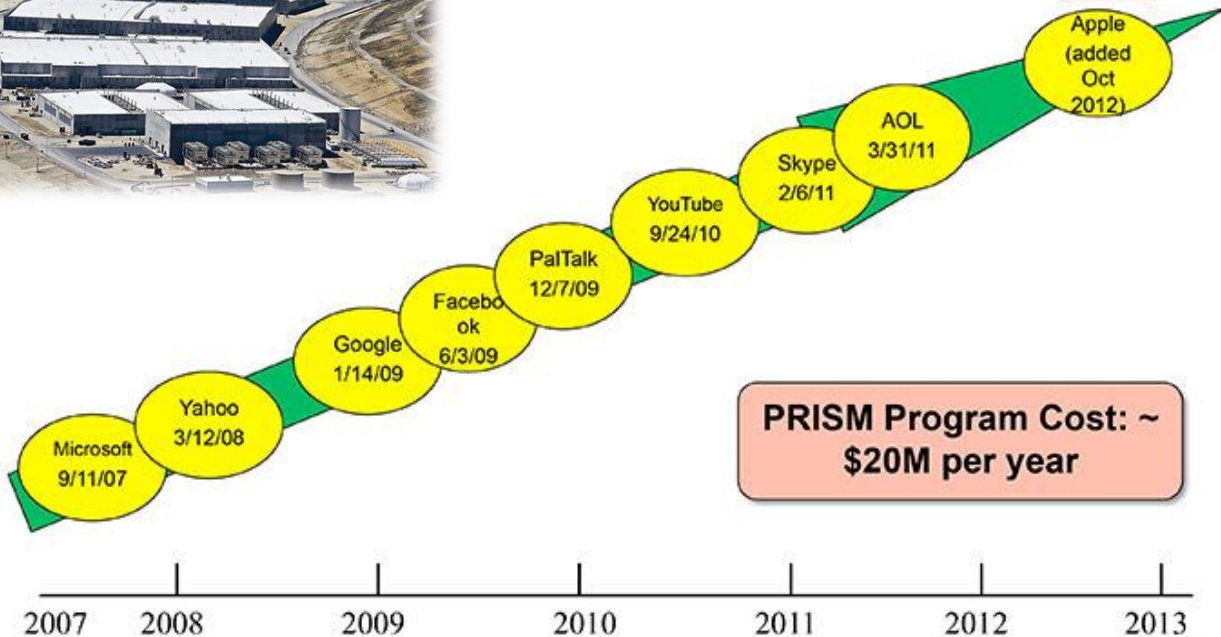 Apple
(added
Oct
2012)
AOL
3/31/11
Skype
2/6/11
YouTube
9/24/10
PalTalk
12/7/09
Facebo
ok
6/3/09
Google
1/14/09
Yahoo
3/12/08
Microsoft
9/11/07
PRISM Program Cost: ~
$20M per year
2007 2008 2009 2010 2011 2012 2013